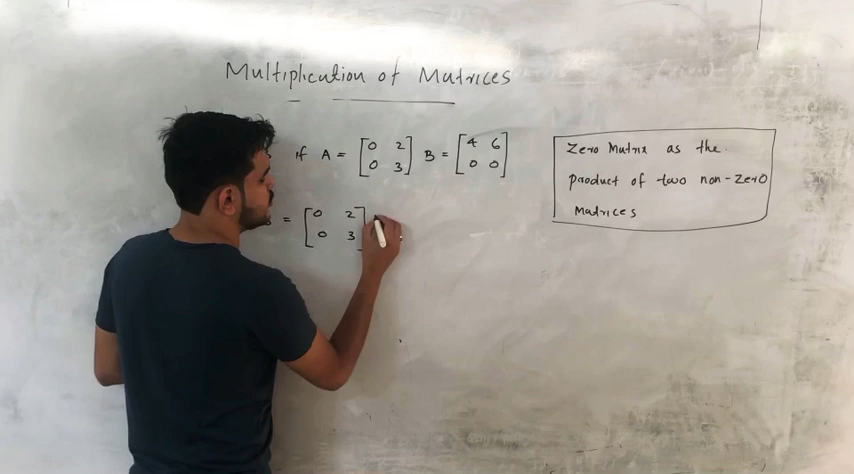 Multiplication of Matrices
If A = [0 2
0 3] B = [4 6
0 0]
= [0 2
0 3]
Zero Matrix as the
product of two non-zero
Matrices